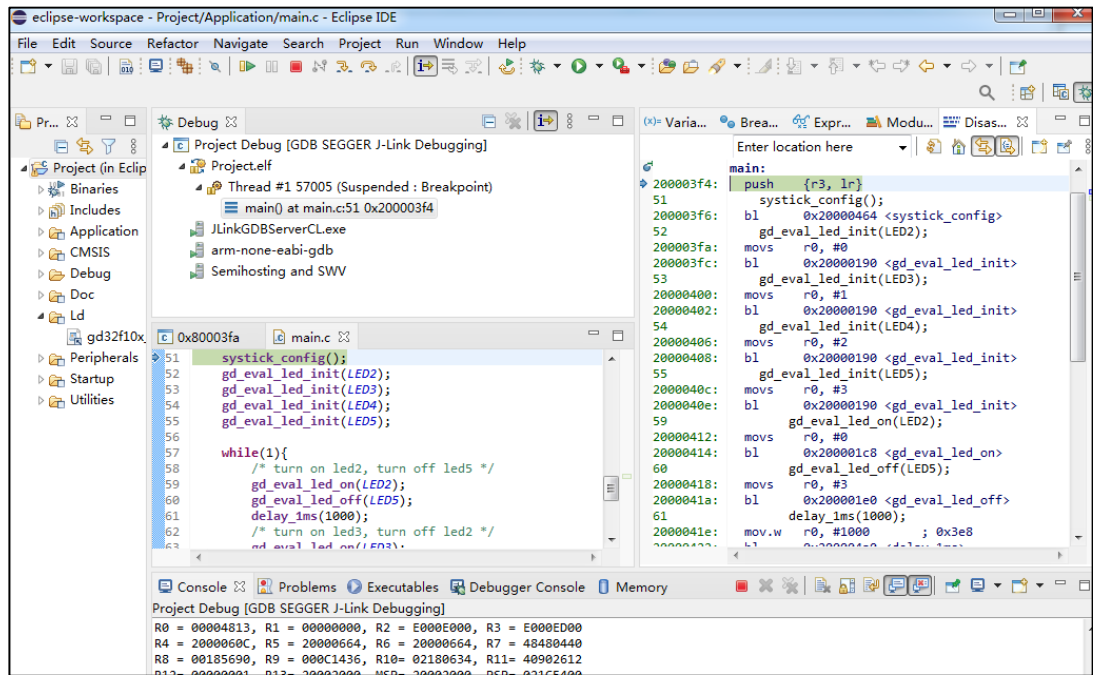 eclipse-workspace - Project/Application/main.c - Eclipse IDE
File Edit Source Refactor Navigate Search Project Run Window Help
Pr...
Project (in Eclip
Binaries
Includes
Application
CMSIS
Debug
Doc
Ld
gd32f10x_
Peripherals
Startup
Utilities
Debug
Project Debug [GDB SEGGER J-Link Debugging]
Project.elf
Thread #1 57005 (Suspended : Breakpoint)
main() at main.c:51 0x200003f4
JLinkGDBServerCL.exe
arm-none-eabi-gdb
Semihosting and SWV
0x80003fa main.c
51 systick_config();
52 gd_eval_led_init(LED2);
53 gd_eval_led_init(LED3);
54 gd_eval_led_init(LED4);
55 gd_eval_led_init(LED5);
56
57 while(1){
58 /* turn on led2, turn off led5 */
59 gd_eval_led_on(LED2);
60 gd_eval_led_off(LED5);
61 delay_1ms(1000);
62 /* turn on led3, turn off led2 */
63 gd_eval_led_on(LED3);
(x)= Varia... Brea... Expr... Modu... Disas...
Enter location here
main:
200003f4: push {r3, lr}
51 systick_config();
200003f6: bl 0x20000464 <systick_config>
52 gd_eval_led_init(LED2);
200003fa: movs r0, #0
200003fc: bl 0x20000190 <gd_eval_led_init>
53 gd_eval_led_init(LED3);
20000400: movs r0, #1
20000402: bl 0x20000190 <gd_eval_led_init>
54 gd_eval_led_init(LED4);
20000406: movs r0, #2
20000408: bl 0x20000190 <gd_eval_led_init>
55 gd_eval_led_init(LED5);
2000040c: movs r0, #3
2000040e: bl 0x20000190 <gd_eval_led_init>
59 gd_eval_led_on(LED2);
20000412: movs r0, #0
20000414: bl 0x200001c8 <gd_eval_led_on>
60 gd_eval_led_off(LED5);
20000418: movs r0, #3
2000041a: bl 0x200001e0 <gd_eval_led_off>
61 delay_1ms(1000);
2000041e: mov.w r0, #1000 ; 0x3e8
Console Problems Executables Debugger Console Memory
Project Debug [GDB SEGGER J-Link Debugging]
R0 = 00004813, R1 = 00000000, R2 = E000E000, R3 = E000ED00
R4 = 2000060C, R5 = 20000664, R6 = 20000664, R7 = 48480440
R8 = 00185690, R9 = 000C1436, R10= 02180634, R11= 40902612